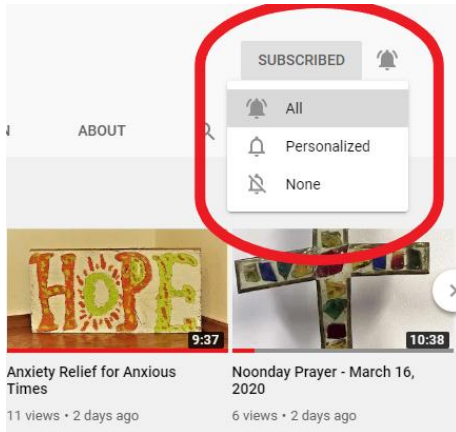 SUBSCRIBED
All
ABOUT
Personalized
None
HOPE
9:37
10:38
Anxiety Relief for Anxious
Times
11 views • 2 days ago
Noonday Prayer - March 16,
2020
6 views • 2 days ago